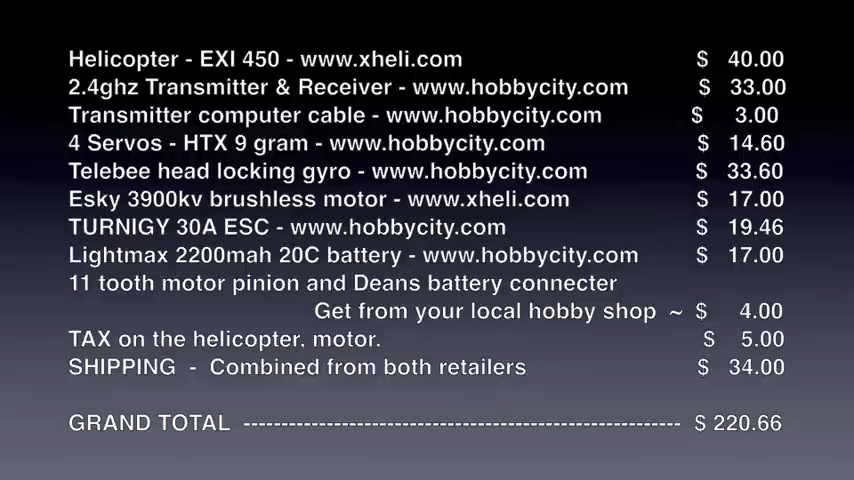 Helicopter - EXI 450 - www.xheli.com $ 40.00
2.4ghz Transmitter & Receiver - www.hobbycity.com $ 33.00
Transmitter computer cable - www.hobbycity.com $ 3.00
4 Servos - HTX 9 gram - www.hobbycity.com $ 14.60
Telebee head locking gyro - www.hobbycity.com $ 33.60
Esky 3900kv brushless motor - www.xheli.com $ 17.00
TURNIGY 30A ESC - www.hobbycity.com $ 19.46
Lightmax 2200mah 20C battery - www.hobbycity.com $ 17.00
11 tooth motor pinion and Deans battery connecter
Get from your local hobby shop ~ $ 4.00
TAX on the helicopter, motor. $ 5.00
SHIPPING - Combined from both retailers $ 34.00
GRAND TOTAL ---------------------------------------------------------- $ 220.66